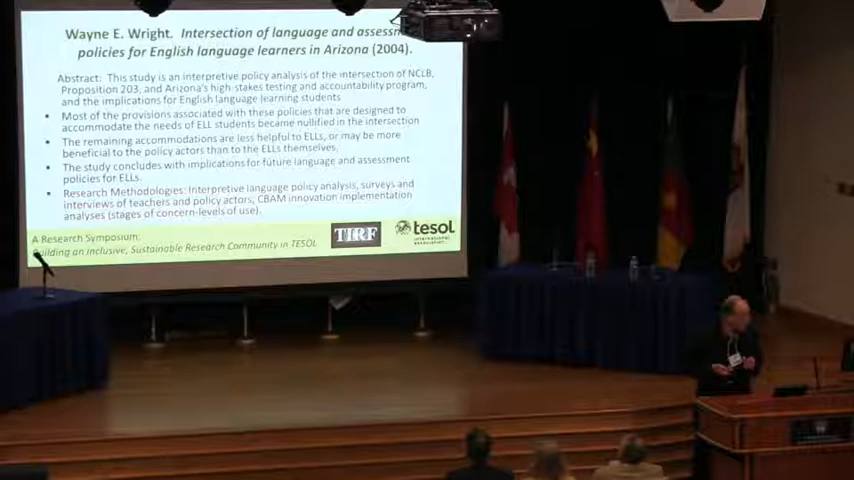 Wayne E. Wright. Intersection of language and
policies for English language learners in Arizona (2004).
Abstract: This study is an interpretive policy analysis of the intersection of NCLB,
Proposition 203, and Arizona's high-stakes testing and accountability program,
and the implications for English language learning students
• Most of the provisions associated with these policies that are designed to
accommodate the needs of ELL students became nullified in the intersection
• The remaining accommodations are less helpful to ELLs, or may be more
beneficial to the policy actors than to the ELLs themselves.
• The study concludes with implications for future language and assessment
policies for ELLs.
• Research Methodologies: Interpretive language policy analysis, surveys and
interviews of teachers and policy actors, CBAM innovation implementation
analyses (stages of concern-levels of use).
A Research Symposium:
Building an Inclusive, Sustainable Research Community in TESOL
TIRF
tesol
international
association